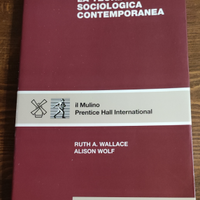 SOCIOLOGICA
CONTEMPORANEA
il Mulino
Prentice Hall International
RUTH A. WALLACE
ALISON WOLF